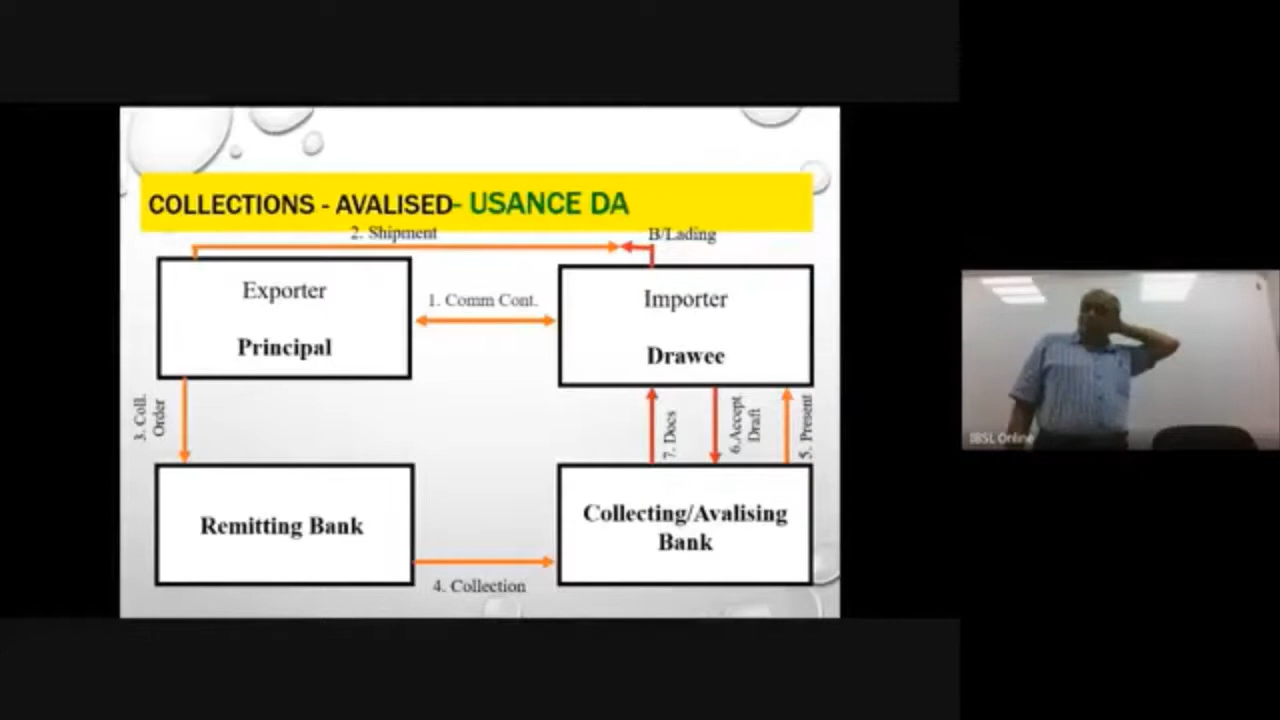 COLLECTIONS - AVALISED- USANCE DA
2. Shipment
B/Lading
Exporter
Principal
1. Comm Cont.
Importer
Drawee
3. Coll.
Order
7. Docs
6.Accept
Draft
5. Present
Remitting Bank
Collecting/Avalising
Bank
4. Collection
IBSL Online